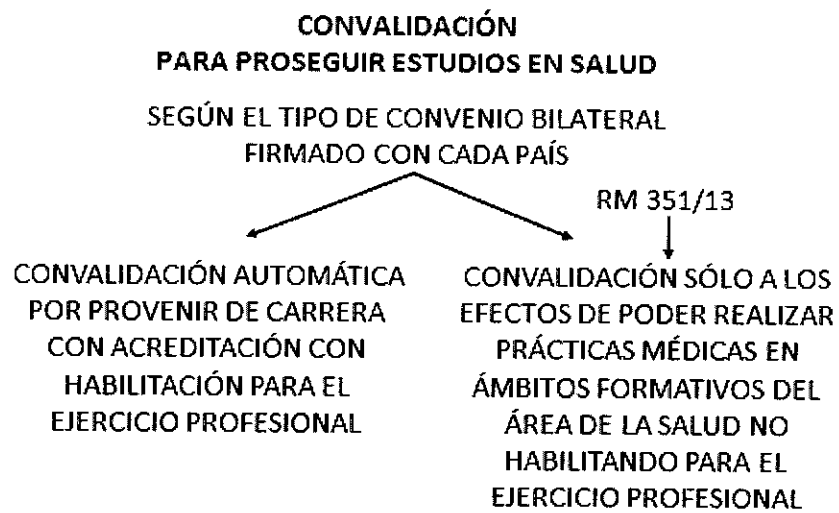 CONVALIDACIÓN
PARA PROSEGUIR ESTUDIOS EN SALUD
SEGÚN EL TIPO DE CONVENIO BILATERAL
FIRMADO CON CADA PAÍS
RM 351/13
CONVALIDACIÓN AUTOMÁTICA
POR PROVENIR DE CARRERA
CON ACREDITACIÓN CON
HABILITACIÓN PARA EL
EJERCICIO PROFESIONAL
CONVALIDACIÓN SÓLO A LOS
EFECTOS DE PODER REALIZAR
PRÁCTICAS MÉDICAS EN
ÁMBITOS FORMATIVOS DEL
ÁREA DE LA SALUD NO
HABILITANDO PARA EL
EJERCICIO PROFESIONAL